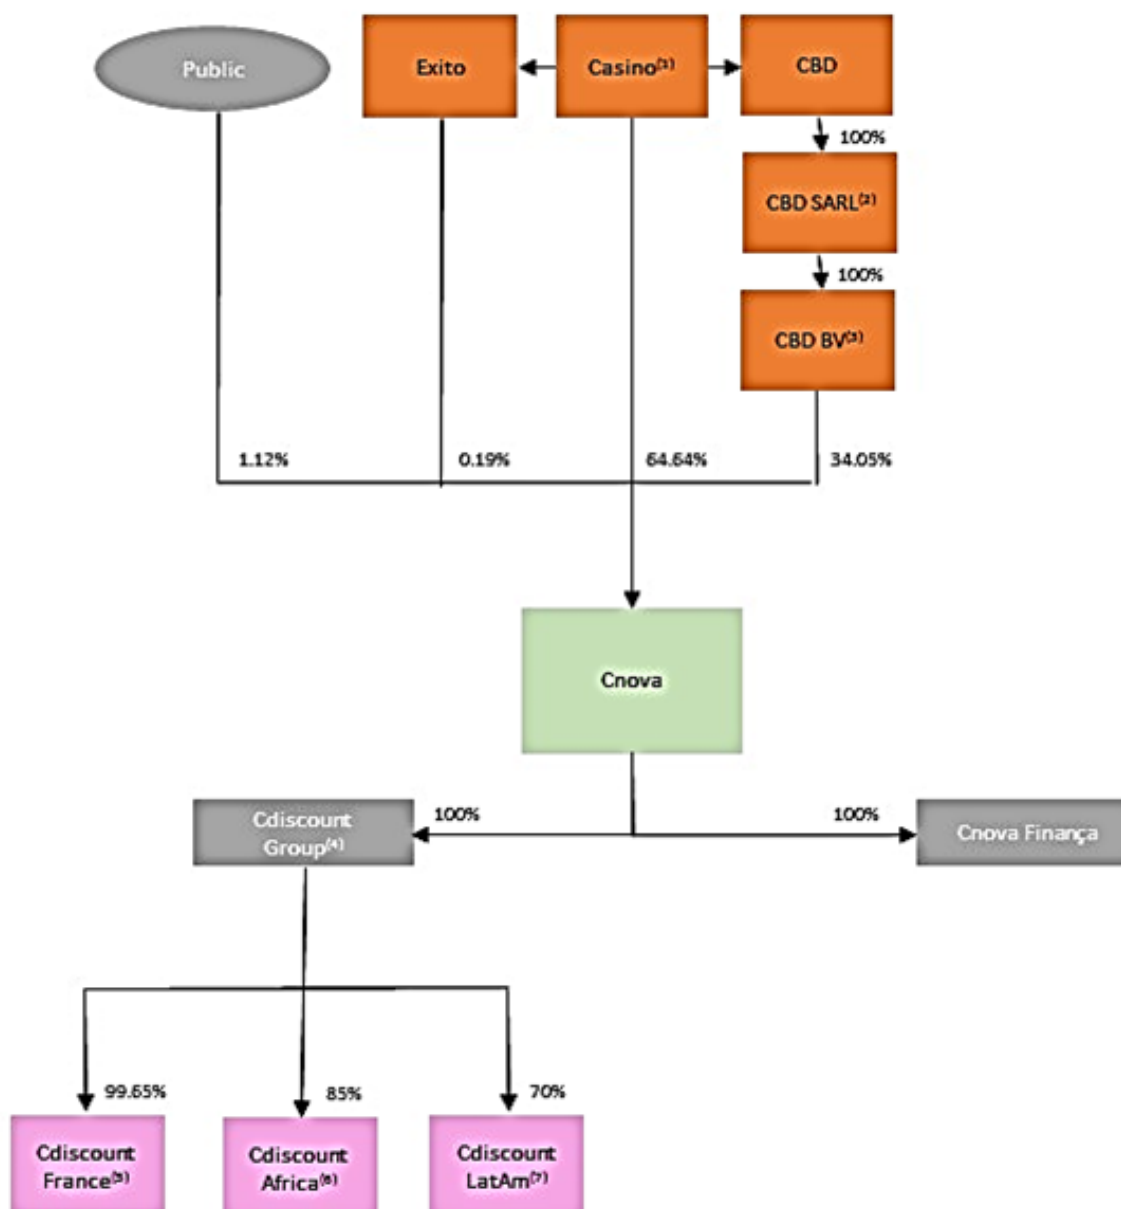 Public
Exito
Casino(1)
CBD
100%
CBD SARL(2)
100%
CBD BV(3)
1.12%
0.19%
64.64%
34.05%
Cnova
Cdiscount
Group(4)
100%
100%
Cnova Finança
99.65%
85%
70%
Cdiscount
France(5)
Cdiscount
Africa(6)
Cdiscount
LatAm(7)